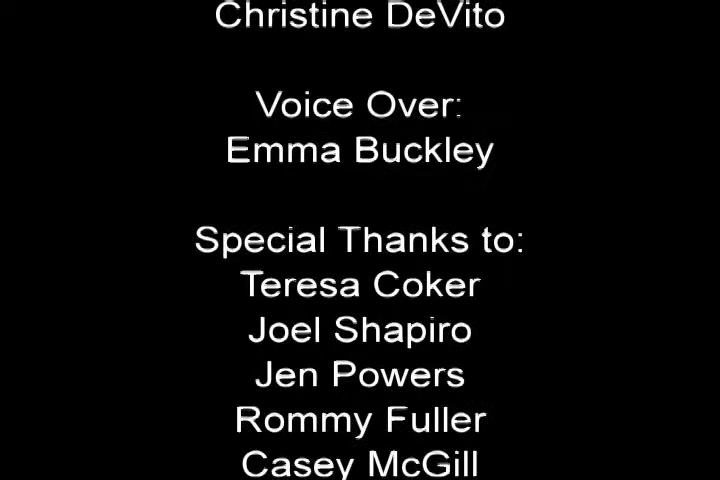 Christine DeVito
Voice Over:
Emma Buckley
Special Thanks to:
Teresa Coker
Joel Shapiro
Jen Powers
Rommy Fuller
Casey McGill